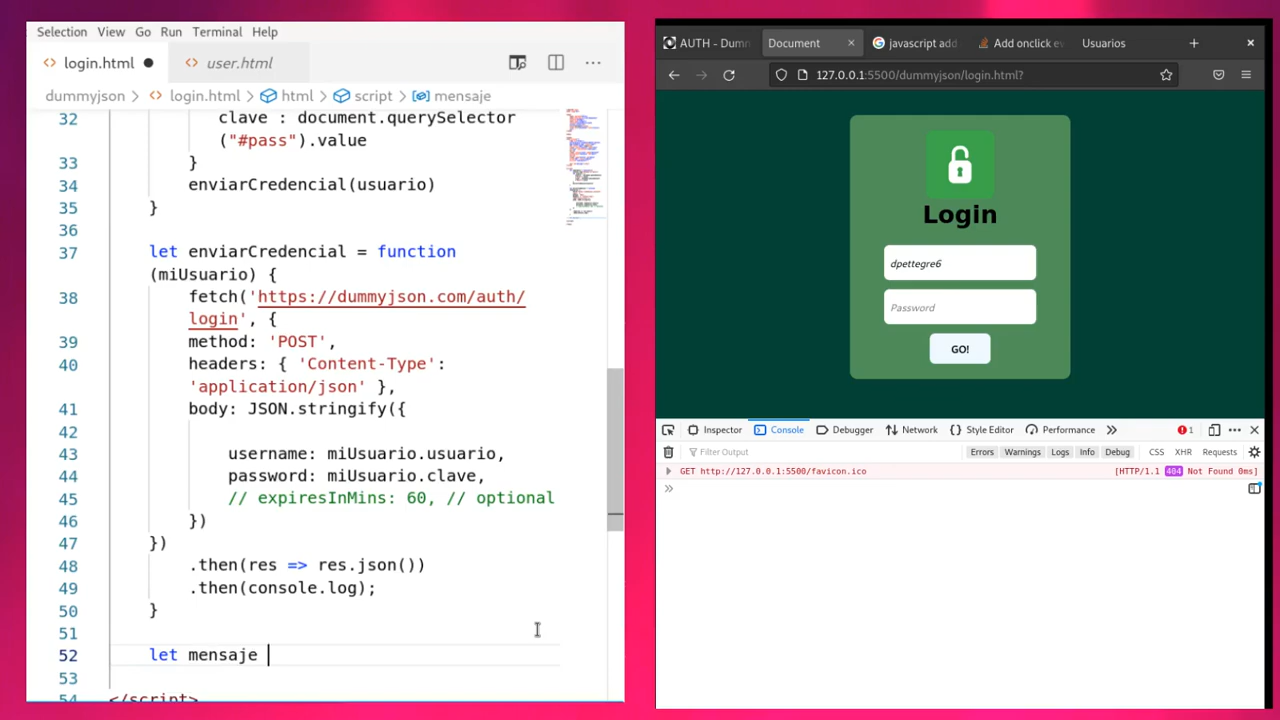 Selection View Go Run Terminal Help
login.html
user.html
dummyjson > login.html > html > script > mensaje
32 clave : document.querySelector
("#pass").value
33 }
34 enviarCredencial(usuario)
35 }
36
37 let enviarCredencial = function
(miUsuario) {
38 fetch('https://dummyjson.com/auth/
login', {
39 method: 'POST',
40 headers: { 'Content-Type':
'application/json' },
41 body: JSON.stringify({
42
43 username: miUsuario.usuario,
44 password: miUsuario.clave,
45 // expiresInMins: 60, // optional
46 })
47 })
48 .then(res => res.json())
49 .then(console.log);
50 }
51
52 let mensaje
53
54 </script>
AUTH - Dumm
Document
javascript add
Add onclick ev
Usuarios
127.0.0.1:5500/dummyjson/login.html?
Login
dpettegre6
Password
GO!
Inspector Console Debugger Network Style Editor Performance 1
Filter Output Errors Warnings Logs Info Debug CSS XHR Requests
GET http://127.0.0.1:5500/favicon.ico [HTTP/1.1 404 Not Found 0ms]